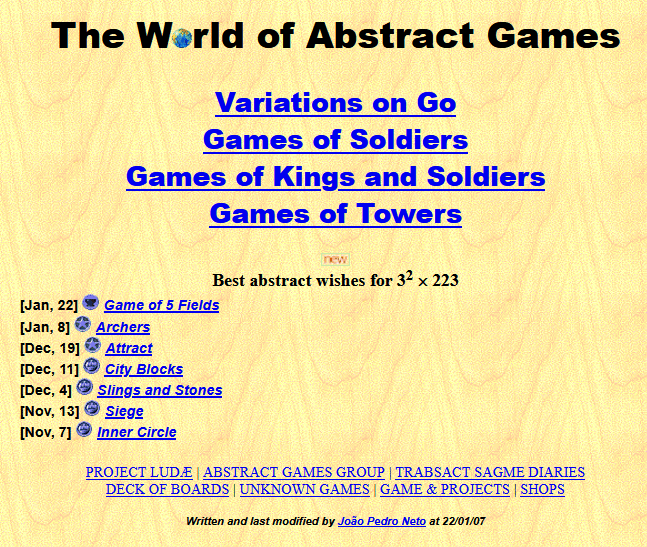 The World of Abstract Games
Variations on Go
Games of Soldiers
Games of Kings and Soldiers
Games of Towers
new
Best abstract wishes for 3² × 223
[Jan, 22] Game of 5 Fields
[Jan, 8] Archers
[Dec, 19] Attract
[Dec, 11] City Blocks
[Dec, 4] Slings and Stones
[Nov, 13] Siege
[Nov, 7] Inner Circle
PROJECT LUDÆ | ABSTRACT GAMES GROUP | TRABSACT SAGME DIARIES
DECK OF BOARDS | UNKNOWN GAMES | GAME & PROJECTS | SHOPS
Written and last modified by João Pedro Neto at 22/01/07